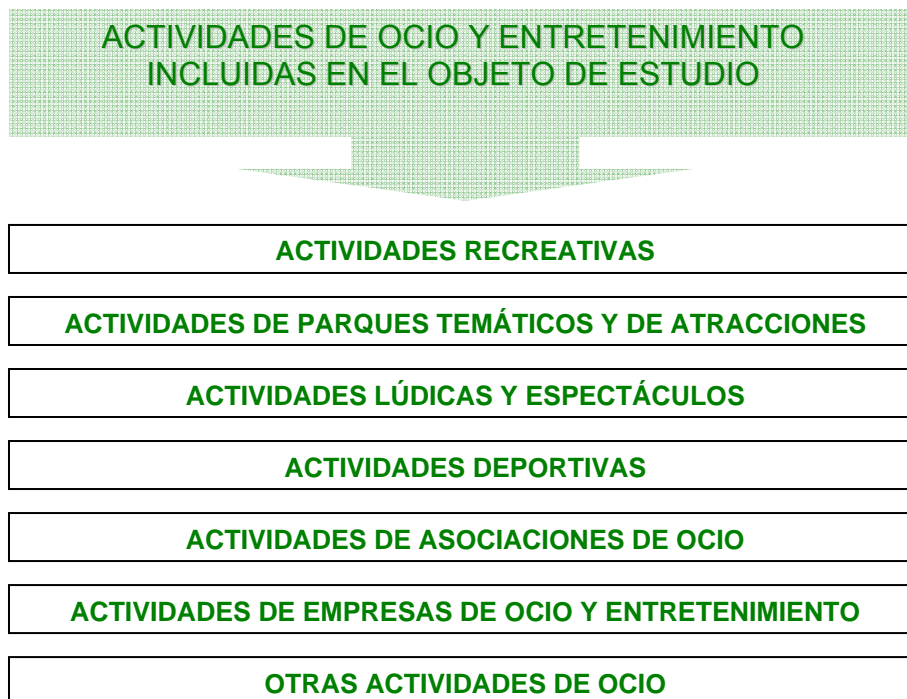 ACTIVIDADES DE OCIO Y ENTRETENIMIENTO
INCLUIDAS EN EL OBJETO DE ESTUDIO
ACTIVIDADES RECREATIVAS
ACTIVIDADES DE PARQUES TEMÁTICOS Y DE ATRACCIONES
ACTIVIDADES LÚDICAS Y ESPECTÁCULOS
ACTIVIDADES DEPORTIVAS
ACTIVIDADES DE ASOCIACIONES DE OCIO
ACTIVIDADES DE EMPRESAS DE OCIO Y ENTRETENIMIENTO
OTRAS ACTIVIDADES DE OCIO